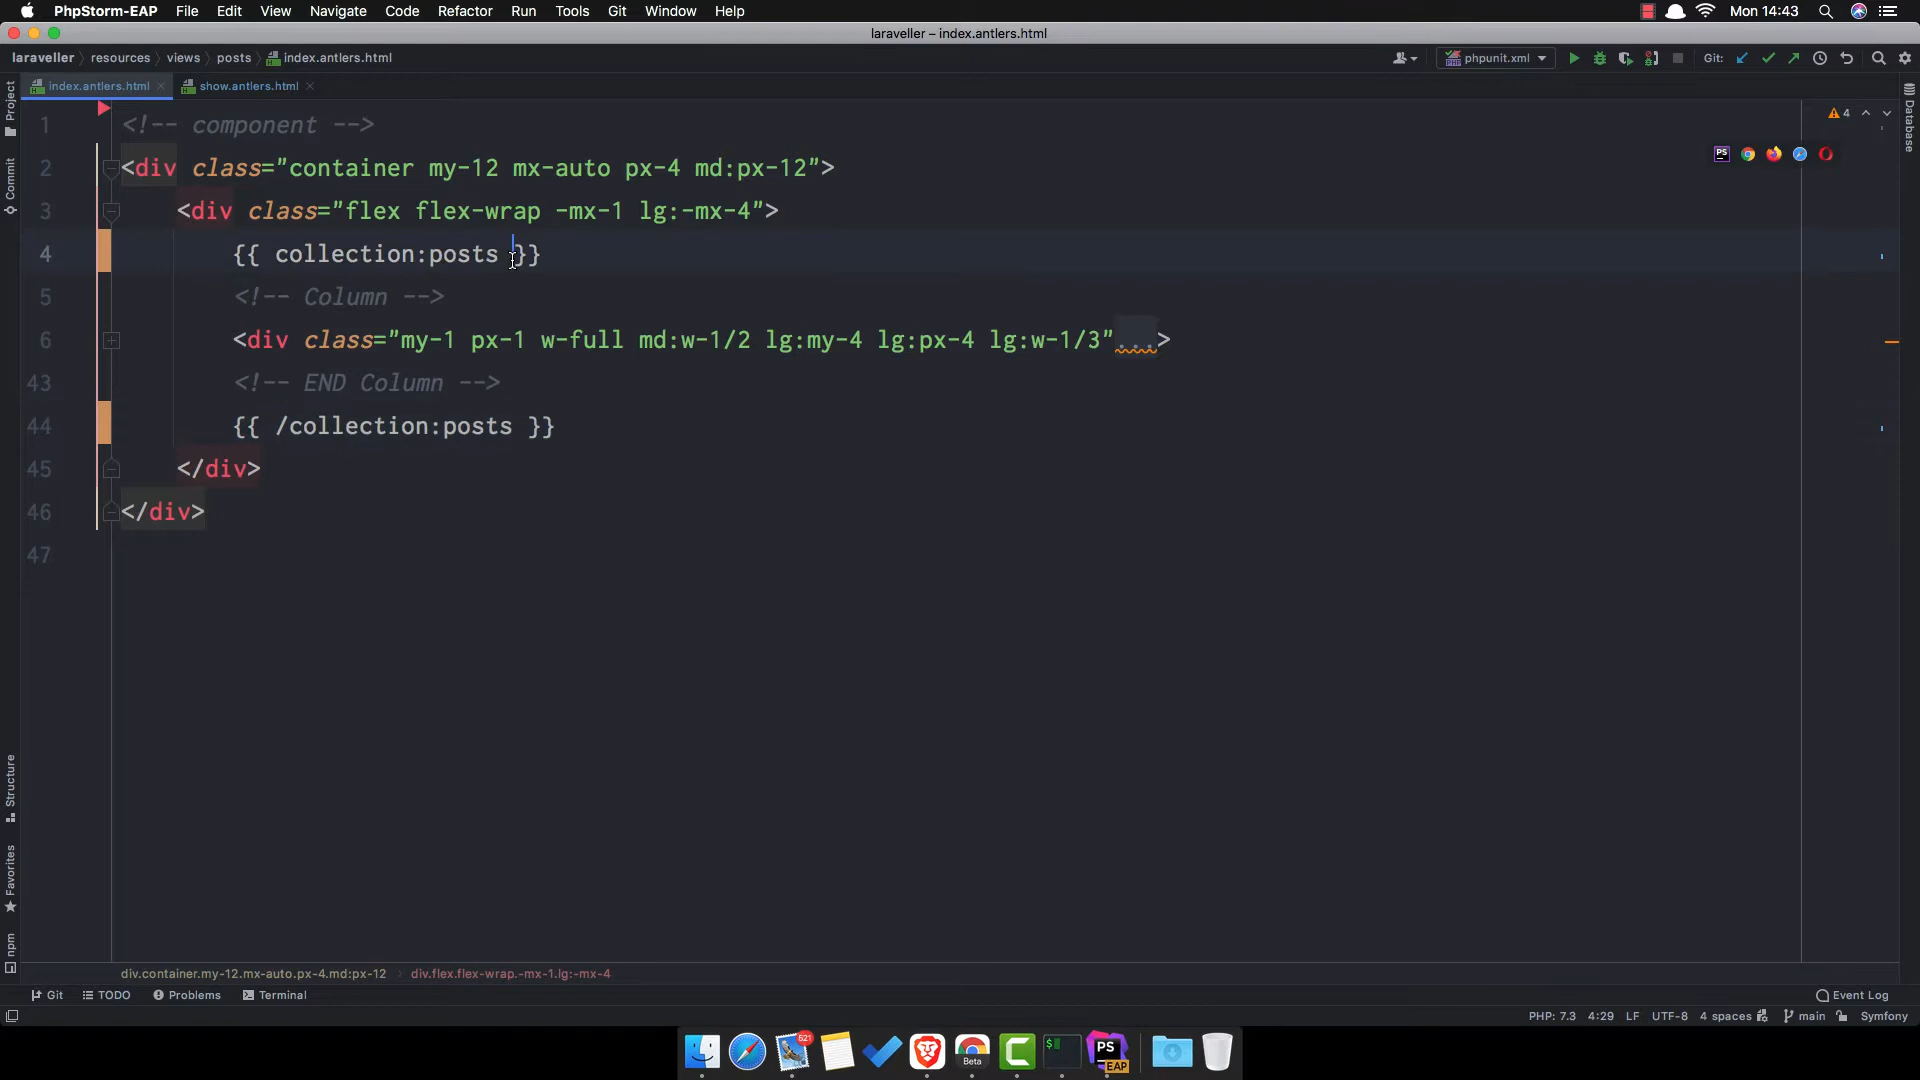 PhpStorm-EAP File Edit View Navigate Code Refactor Run Tools Git Window Help Mon 14:43
laraveller – index.antlers.html
laraveller resources views posts index.antlers.html phpunit.xml Git:
index.antlers.html show.antlers.html
1 <!-- component -->
4
2 <div class="container my-12 mx-auto px-4 md:px-12">
3 <div class="flex flex-wrap -mx-1 lg:-mx-4">
4 {{ collection:posts }}
5 <!-- Column -->
6 <div class="my-1 px-1 w-full md:w-1/2 lg:my-4 lg:px-4 lg:w-1/3"...>
43 <!-- END Column -->
44 {{ /collection:posts }}
45 </div>
46 </div>
47
Project
Commit
Structure
Favorites
npm
Database
PS
div.container.my-12.mx-auto.px-4.md:px-12 div.flex.flex-wrap.-mx-1.lg:-mx-4
Git TODO Problems Terminal Event Log
PHP: 7.3 4:29 LF UTF-8 4 spaces main Symfony
521
Beta
$
PS
EAP